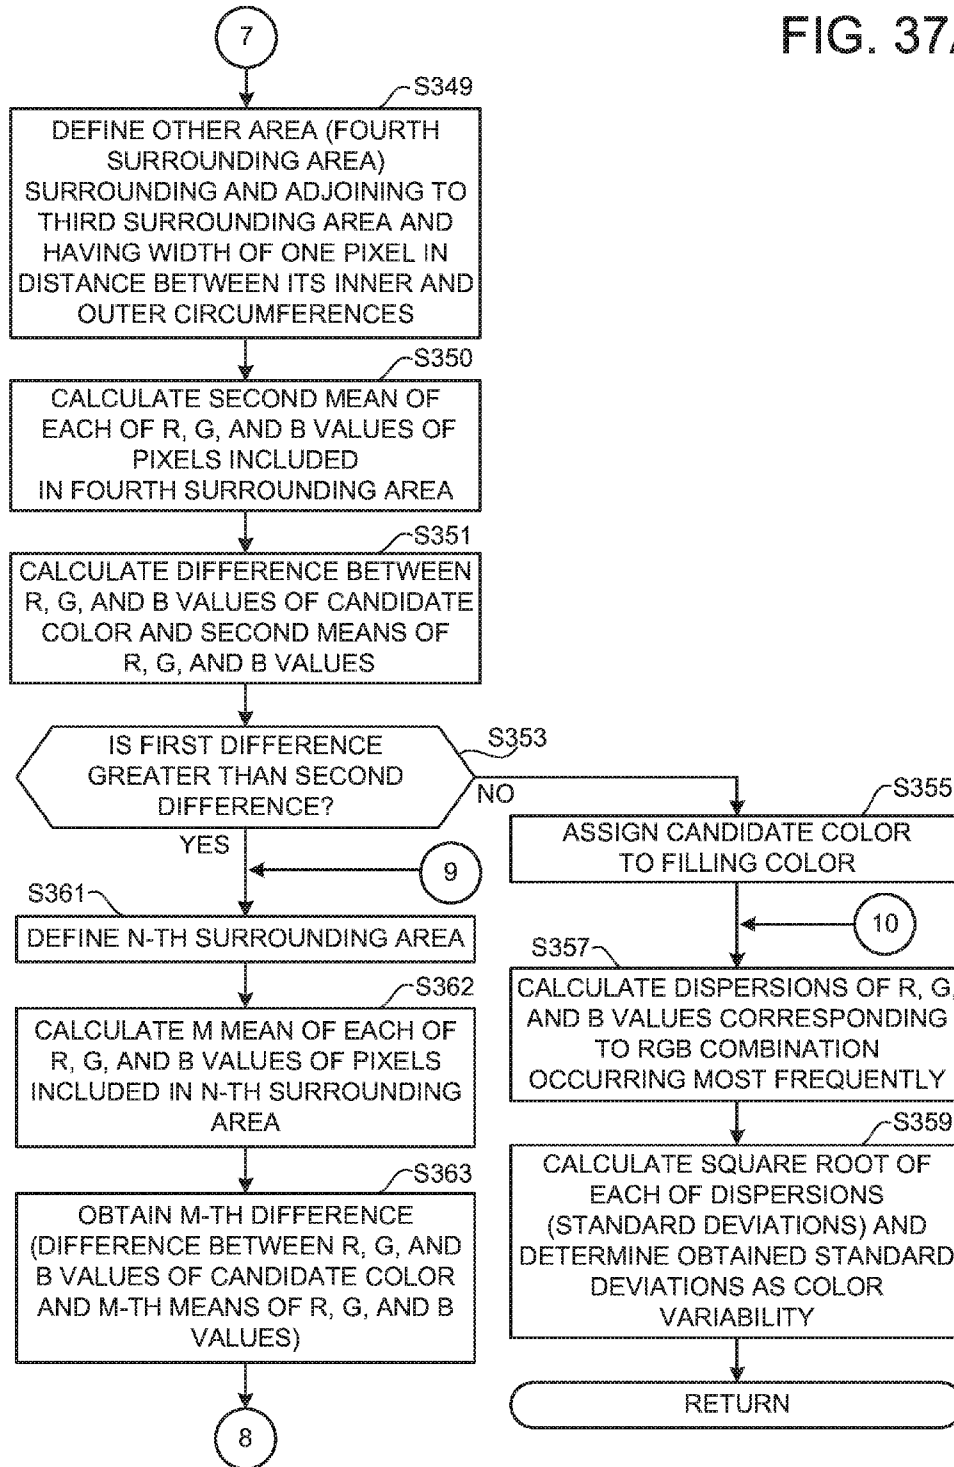 FIG. 37A
7
S349
DEFINE OTHER AREA (FOURTH
SURROUNDING AREA)
SURROUNDING AND ADJOINING TO
THIRD SURROUNDING AREA AND
HAVING WIDTH OF ONE PIXEL IN
DISTANCE BETWEEN ITS INNER AND
OUTER CIRCUMFERENCES
S350
CALCULATE SECOND MEAN OF
EACH OF R, G, AND B VALUES OF
PIXELS INCLUDED
IN FOURTH SURROUNDING AREA
S351
CALCULATE DIFFERENCE BETWEEN
R, G, AND B VALUES OF CANDIDATE
COLOR AND SECOND MEANS OF
R, G, AND B VALUES
S353
IS FIRST DIFFERENCE
GREATER THAN SECOND
DIFFERENCE?
NO
YES
9
S361
DEFINE N-TH SURROUNDING AREA
S362
CALCULATE M MEAN OF EACH OF
R, G, AND B VALUES OF PIXELS
INCLUDED IN N-TH SURROUNDING
AREA
S363
OBTAIN M-TH DIFFERENCE
(DIFFERENCE BETWEEN R, G, AND
B VALUES OF CANDIDATE COLOR
AND M-TH MEANS OF R, G, AND B
VALUES)
8
S355
ASSIGN CANDIDATE COLOR
TO FILLING COLOR
10
S357
CALCULATE DISPERSIONS OF R, G,
AND B VALUES CORRESPONDING
TO RGB COMBINATION
OCCURRING MOST FREQUENTLY
S359
CALCULATE SQUARE ROOT OF
EACH OF DISPERSIONS
(STANDARD DEVIATIONS) AND
DETERMINE OBTAINED STANDARD
DEVIATIONS AS COLOR
VARIABILITY
RETURN